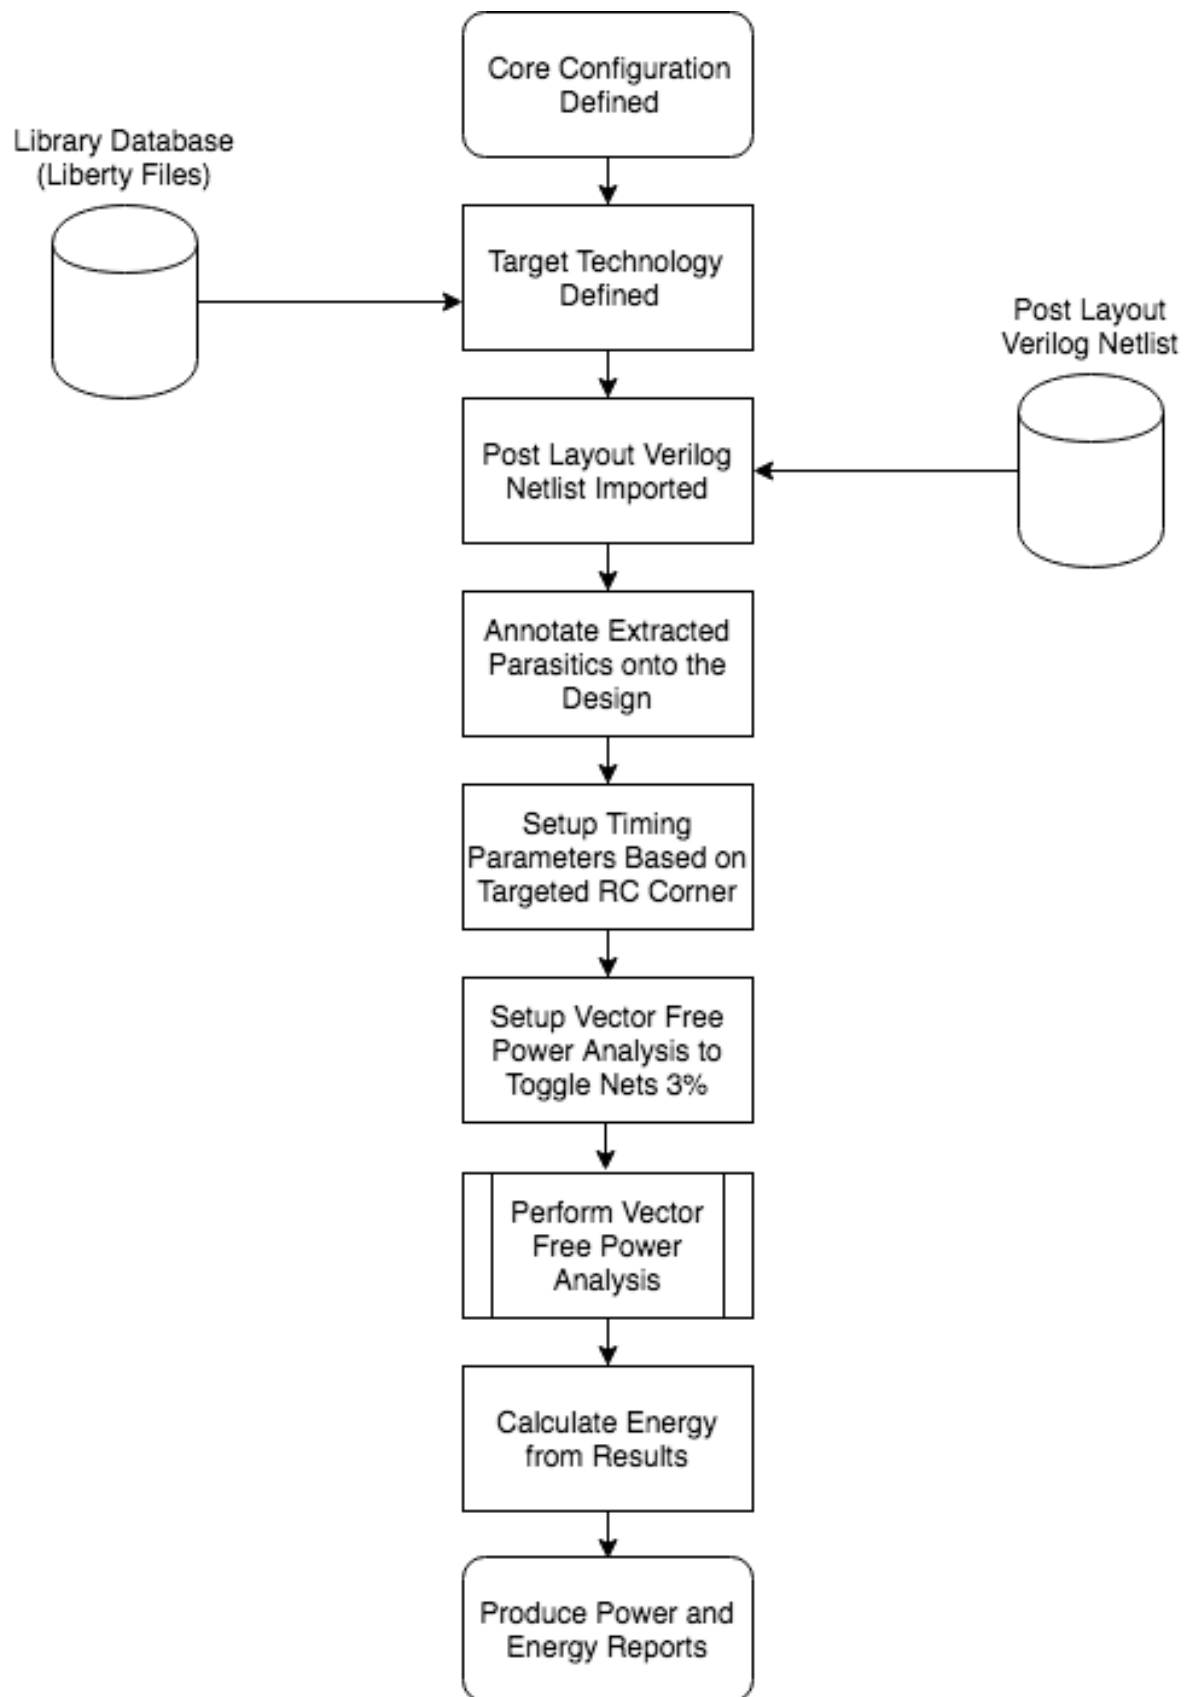 Core Configuration
Defined
Library Database
(Liberty Files)
Target Technology
Defined
Post Layout
Verilog Netlist
Post Layout Verilog
Netlist Imported
Annotate Extracted
Parasitics onto the
Design
Setup Timing
Parameters Based on
Targeted RC Corner
Setup Vector Free
Power Analysis to
Toggle Nets 3%
Perform Vector
Free Power
Analysis
Calculate Energy
from Results
Produce Power and
Energy Reports